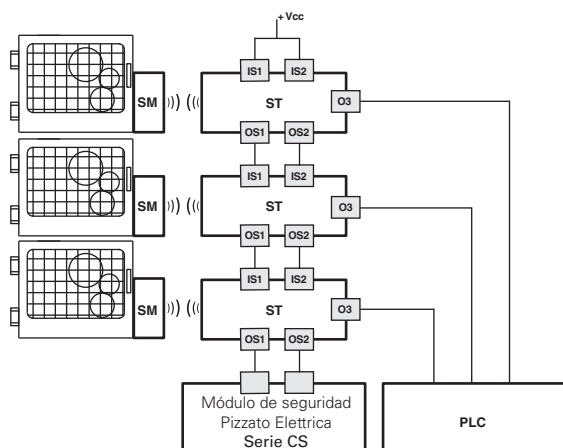 +Vcc
IS1 IS2
SM ST O3
OS1 OS2
IS1 IS2
SM ST O3
OS1 OS2
IS1 IS2
SM ST O3
OS1 OS2
Módulo de seguridad
Pizzato Elettrica
Serie CS
PLC